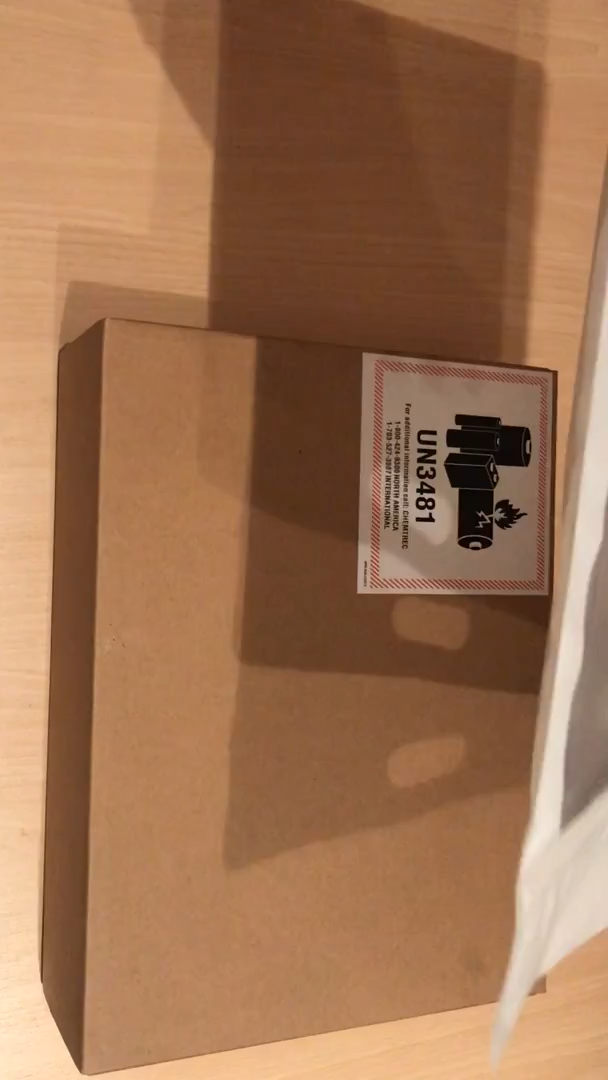 UN3481
For additional information call: CHEMTREC
1-800-424-9300 NORTH AMERICA
1-703-527-3887 INTERNATIONAL